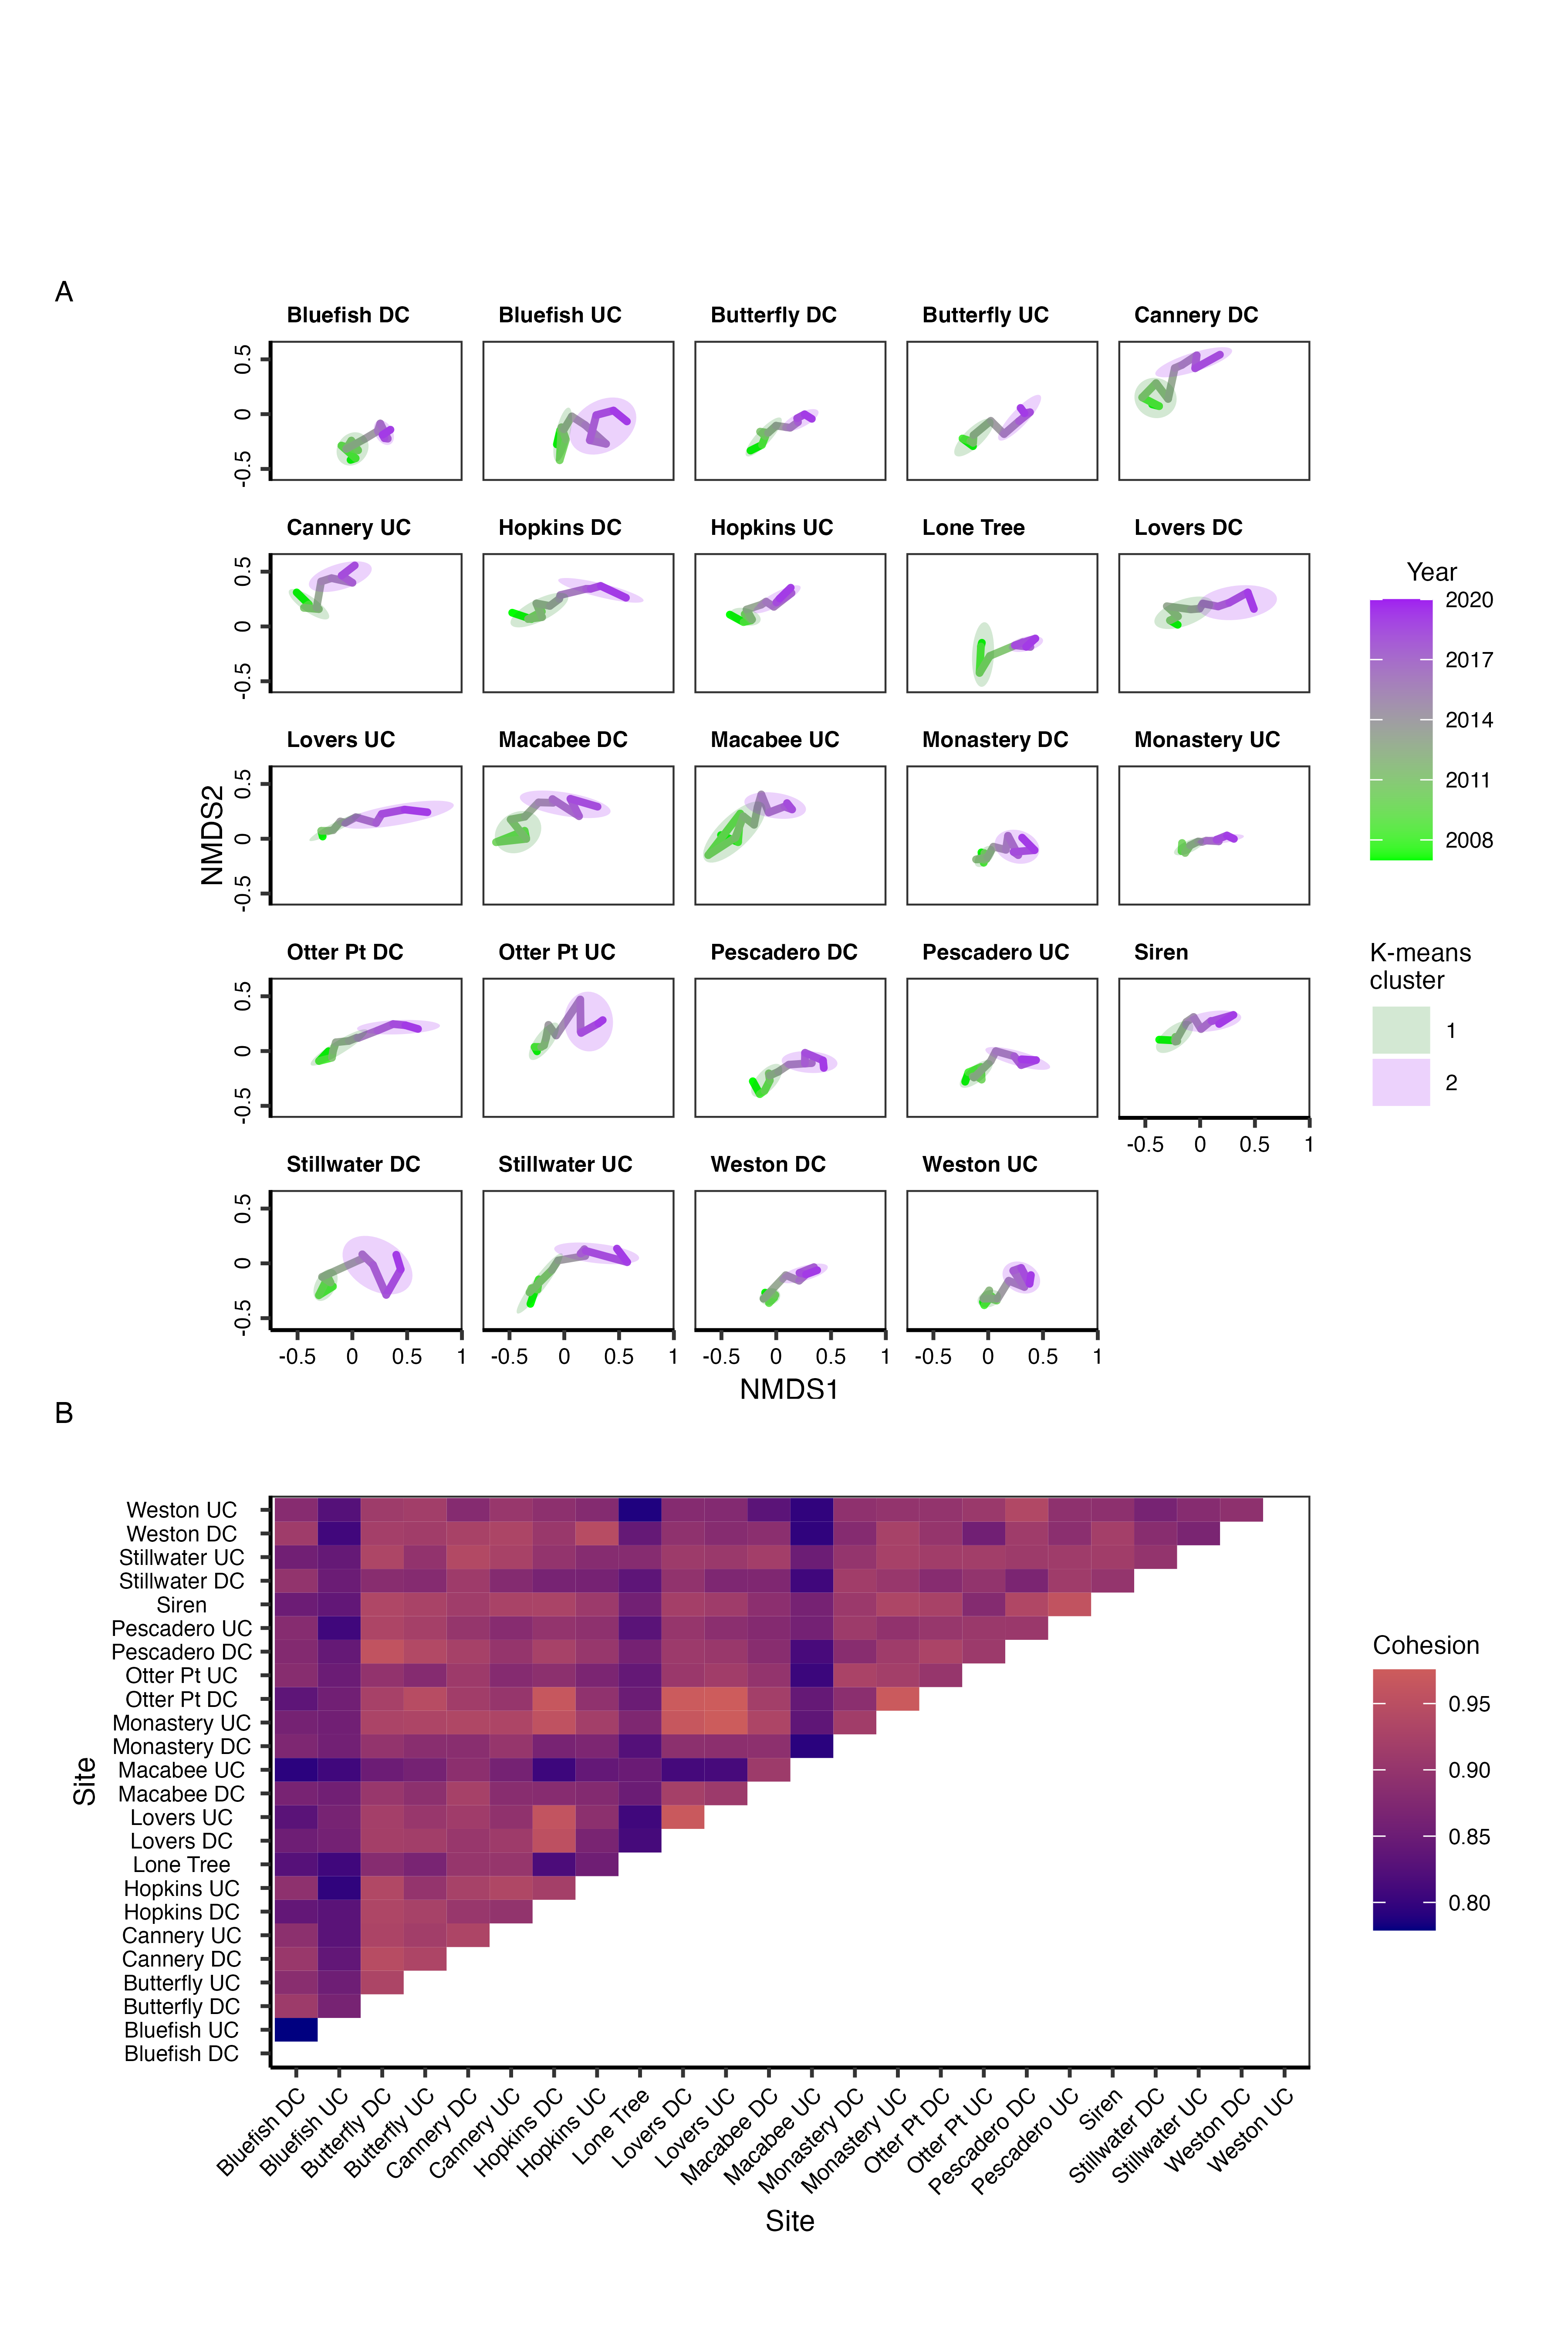 A
Bluefish DC
Bluefish UC
Butterfly DC
Butterfly UC
Cannery DC
0.5
0
-0.5
Cannery UC
Hopkins DC
Hopkins UC
Lone Tree
Lovers DC
0.5
0
-0.5
Lovers UC
Macabee DC
Macabee UC
Monastery DC
Monastery UC
0.5
0
-0.5
NMDS2
Otter Pt DC
Otter Pt UC
Pescadero DC
Pescadero UC
Siren
0.5
0
-0.5
-0.5 0 0.5 1
Stillwater DC
Stillwater UC
Weston DC
Weston UC
0.5
0
-0.5
-0.5 0 0.5 1
-0.5 0 0.5 1
-0.5 0 0.5 1
-0.5 0 0.5 1
NMDS1
Year
2020
2017
2014
2011
2008
K-means
cluster
1
2
B
Weston UC
Weston DC
Stillwater UC
Stillwater DC
Siren
Pescadero UC
Pescadero DC
Otter Pt UC
Otter Pt DC
Monastery UC
Monastery DC
Macabee UC
Macabee DC
Lovers UC
Lovers DC
Lone Tree
Hopkins UC
Hopkins DC
Cannery UC
Cannery DC
Butterfly UC
Butterfly DC
Bluefish UC
Bluefish DC
Site
Bluefish DC
Bluefish UC
Butterfly DC
Butterfly UC
Cannery DC
Cannery UC
Hopkins DC
Hopkins UC
Lone Tree
Lovers DC
Lovers UC
Macabee DC
Macabee UC
Monastery DC
Monastery UC
Otter Pt DC
Otter Pt UC
Pescadero DC
Pescadero UC
Siren
Stillwater DC
Stillwater UC
Weston DC
Weston UC
Site
Cohesion
0.95
0.90
0.85
0.80